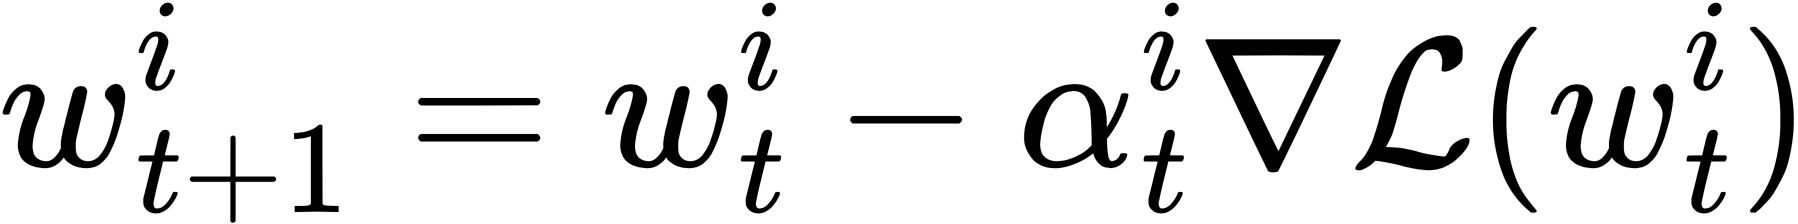 w_{t+1}^i = w_t^i − α_t^i ∇ℒ(w_t^i)